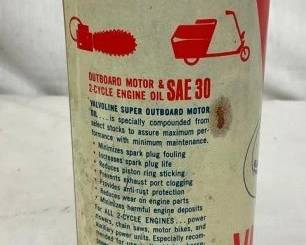 OUTBOARD MOTOR &
2-CYCLE ENGINE OIL SAE 30
VALVOLINE SUPER OUTBOARD MOTOR
OIL... is specially compounded from
select stocks to assure maximum per-
formance with minimum maintenance.
• Minimizes spark plug fouling
• Increases spark plug life
• Reduces piston ring sticking
• Prevents exhaust port clogging
• Provides anti-rust protection
• Reduces wear on engine parts
• Minimizes harmful engine deposits
For ALL 2-CYCLE ENGINES... power
chain saws, motor bikes, and
power units. Especially recom-
for use